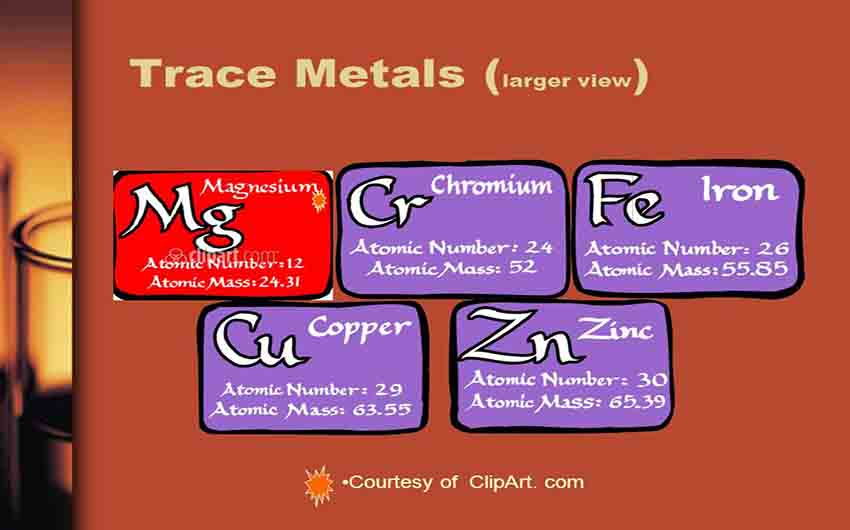 Trace Metals (larger view)
Mg Magnesium
clipart.com
Atomic Number:12
Atomic Mass:24.31
Cr Chromium
Atomic Number: 24
Atomic Mass: 52
Fe Iron
Atomic Number: 26
Atomic Mass:55.85
Cu Copper
Atomic Number: 29
Atomic Mass: 63.55
Zn Zinc
Atomic Number: 30
Atomic Mass: 65.39
•Courtesy of ClipArt. com